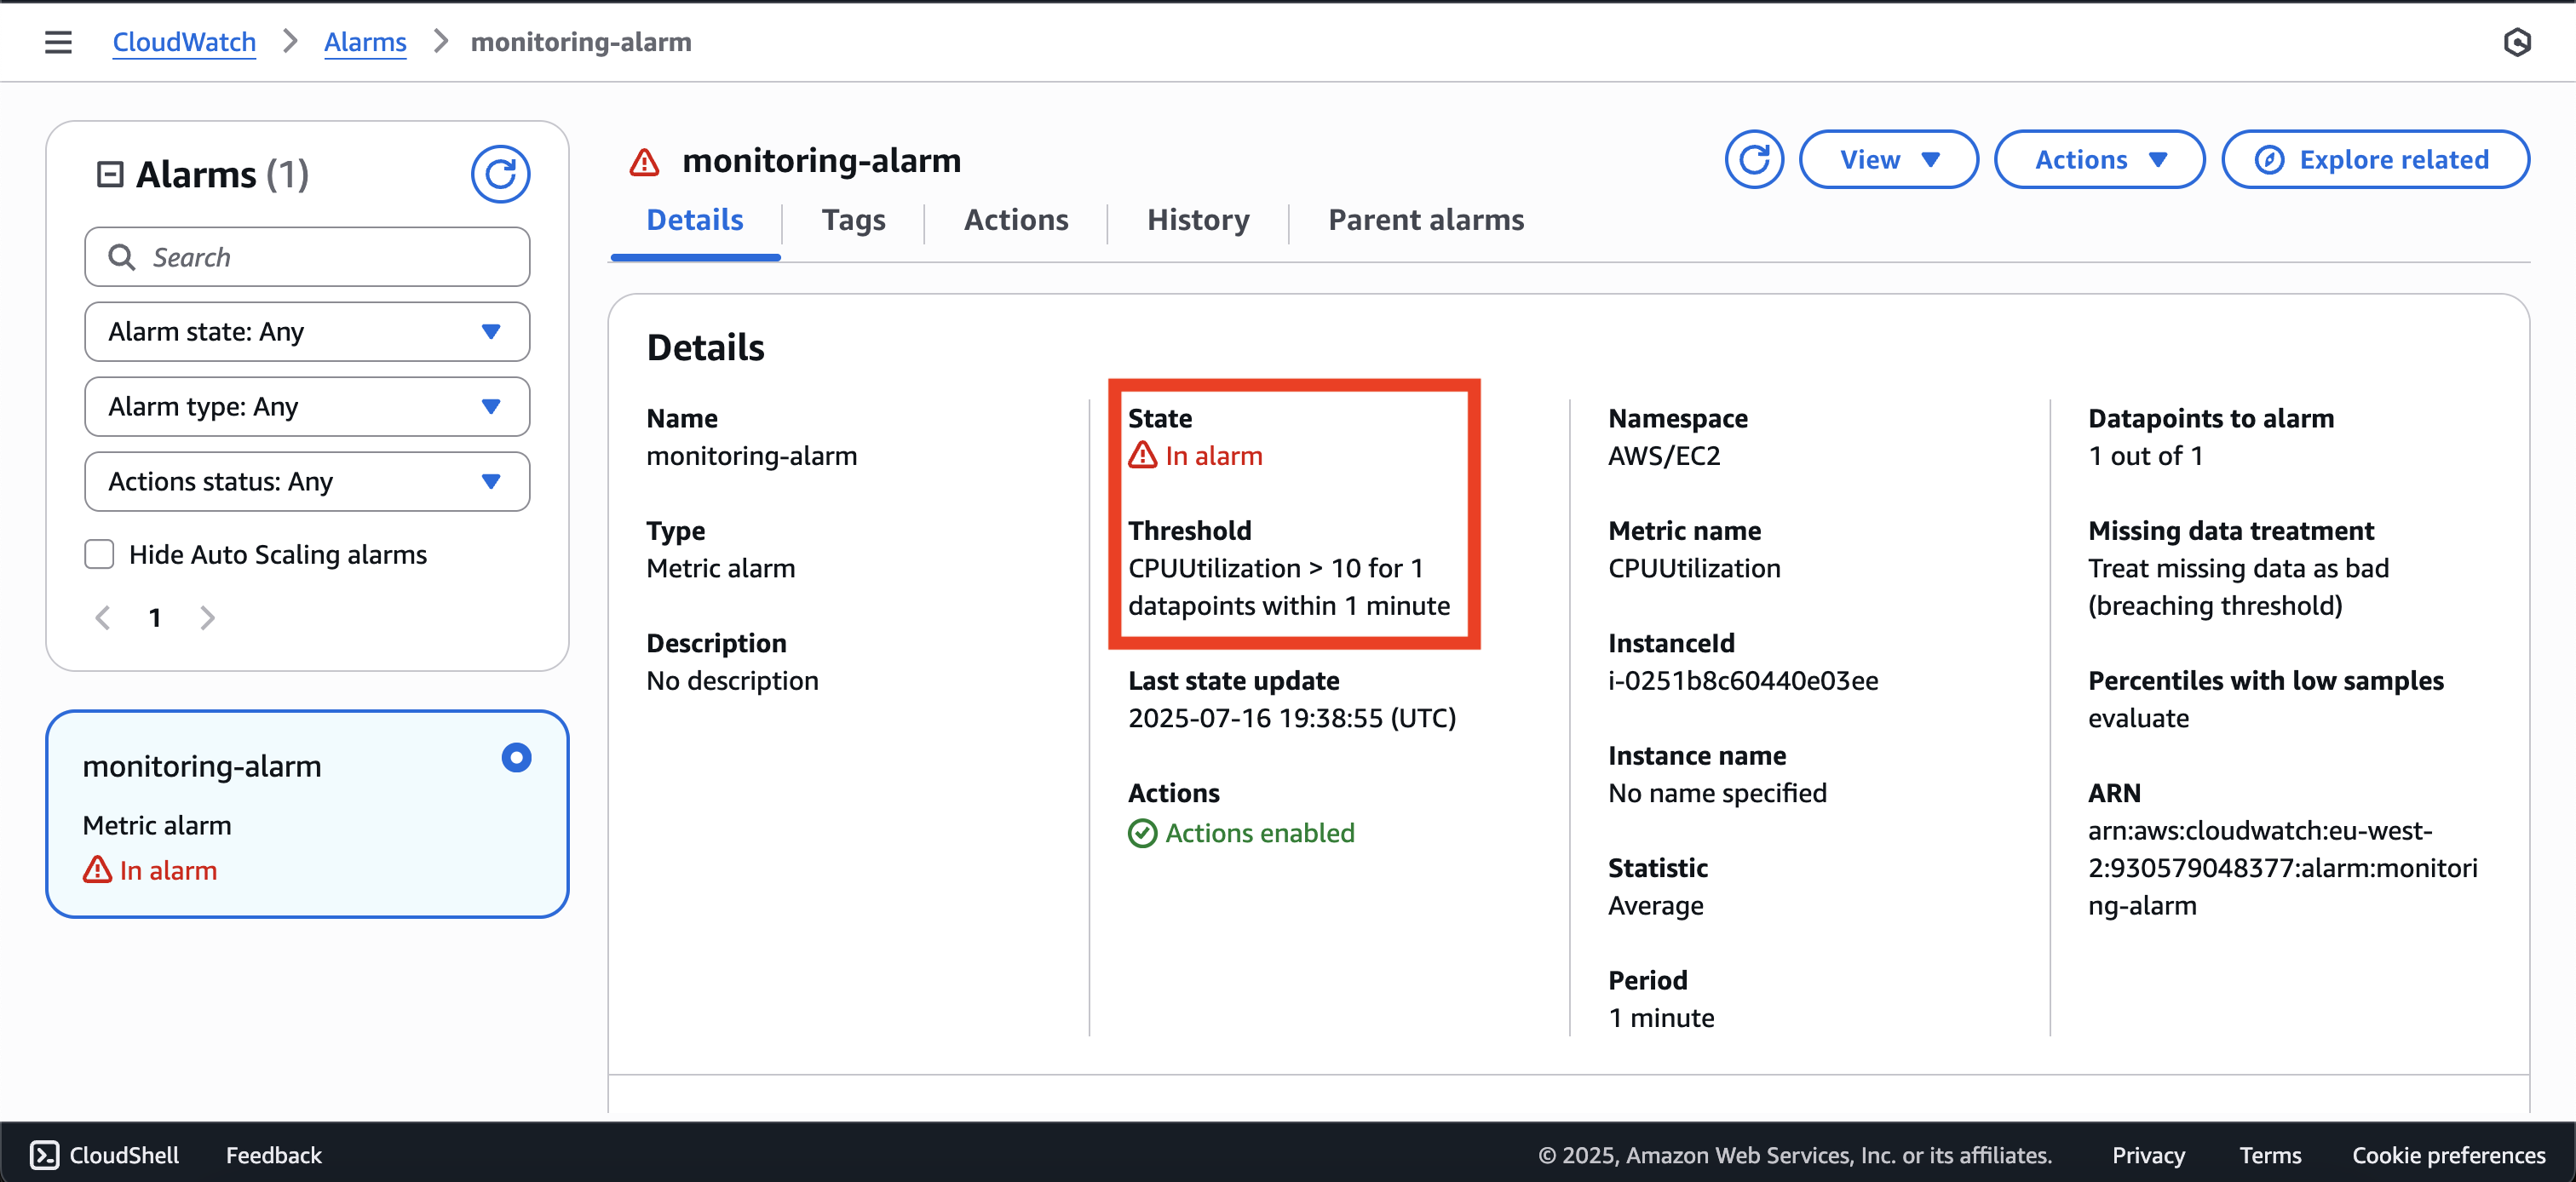 CloudWatch > Alarms > monitoring-alarm
Alarms (1)
Search
Alarm state: Any
Alarm type: Any
Actions status: Any
Hide Auto Scaling alarms
1
monitoring-alarm
Metric alarm
In alarm
monitoring-alarm
View
Actions
Explore related
Details
Tags
Actions
History
Parent alarms
Details
Name
monitoring-alarm
Type
Metric alarm
Description
No description
State
In alarm
Threshold
CPUUtilization > 10 for 1
datapoints within 1 minute
Last state update
2025-07-16 19:38:55 (UTC)
Actions
Actions enabled
Namespace
AWS/EC2
Metric name
CPUUtilization
InstanceId
i-0251b8c60440e03ee
Instance name
No name specified
Statistic
Average
Period
1 minute
Datapoints to alarm
1 out of 1
Missing data treatment
Treat missing data as bad
(breaching threshold)
Percentiles with low samples
evaluate
ARN
arn:aws:cloudwatch:eu-west-
2:930579048377:alarm:monitori
ng-alarm
CloudShell
Feedback
© 2025, Amazon Web Services, Inc. or its affiliates.
Privacy
Terms
Cookie preferences